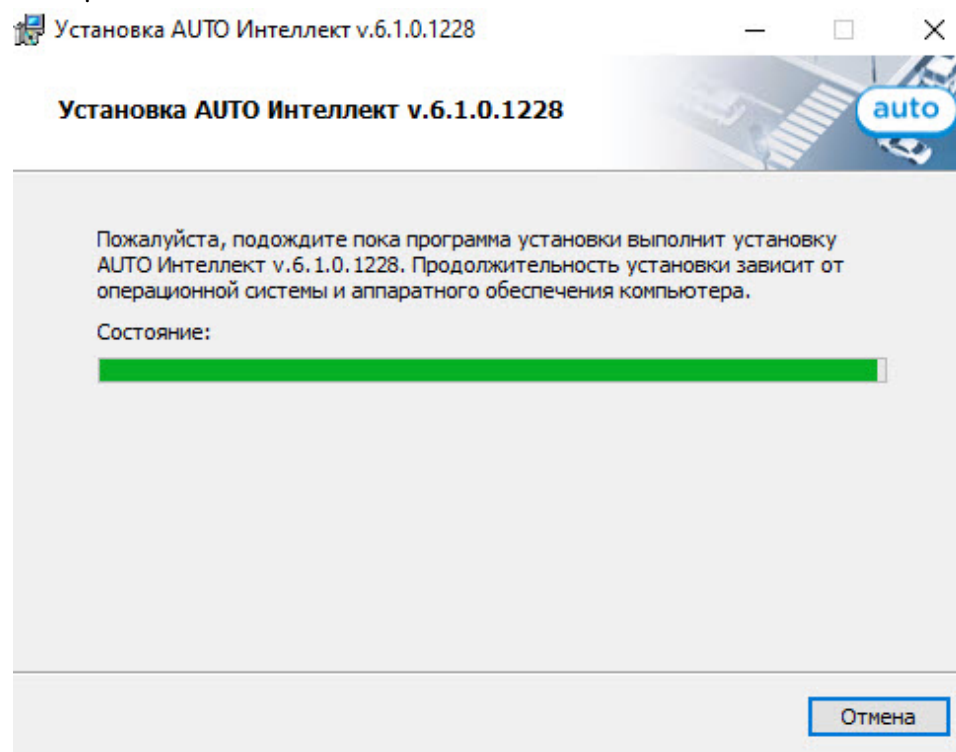 Установка AUTO Интеллект v.6.1.0.1228
Установка AUTO Интеллект v.6.1.0.1228
auto
Пожалуйста, подождите пока программа установки выполнит установку
AUTO Интеллект v.6.1.0.1228. Продолжительность установки зависит от
операционной системы и аппаратного обеспечения компьютера.
Состояние:
Отмена